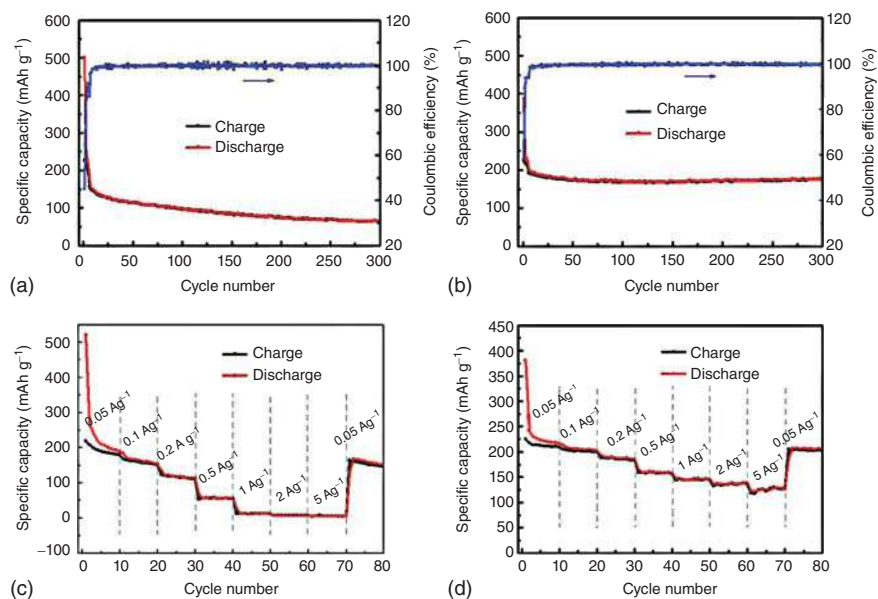 600
500
400
300
200
100
0
Specific capacity (mAh g⁻¹)
120
100
80
60
40
20
Coulombic efficiency (%)
Charge
Discharge
0 50 100 150 200 250 300
Cycle number
(a)
600
500
400
300
200
100
0
Specific capacity (mAh g⁻¹)
120
100
80
60
40
20
Coulombic efficiency (%)
Charge
Discharge
0 50 100 150 200 250 300
Cycle number
(b)
500
400
300
200
100
0
−100
Specific capacity (mAh g⁻¹)
Charge
Discharge
0.05 Ag⁻¹
0.1 Ag⁻¹
0.2 A g⁻¹
0.5 Ag⁻¹
1 Ag⁻¹
2 Ag⁻¹
5 Ag⁻¹
0.05 Ag⁻¹
0 10 20 30 40 50 60 70 80
Cycle number
(c)
450
400
350
300
250
200
150
100
50
0
Specific capacity (mAh g⁻¹)
Charge
Discharge
0.05 Ag⁻¹
0.1 Ag⁻¹
0.2 Ag⁻¹
0.5 Ag⁻¹
1 Ag⁻¹
2 Ag⁻¹
5 Ag⁻¹
0.05 Ag⁻¹
0 10 20 30 40 50 60 70 80
Cycle number
(d)